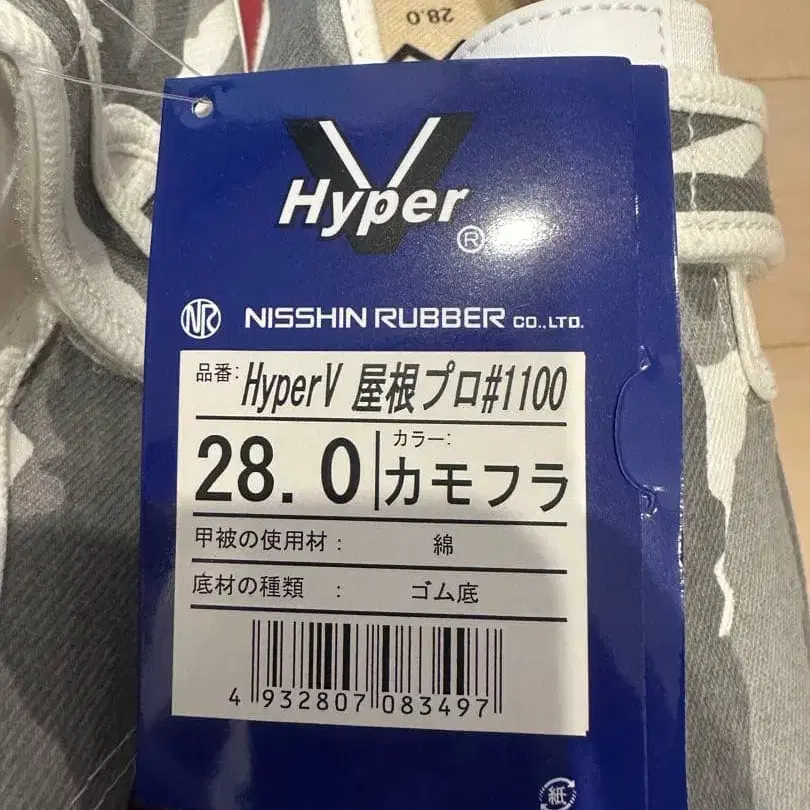 28.0
Hyper V
®
NR NISSHIN RUBBER CO.,LTD.
品番: HyperV 屋根プロ#1100
28.0 カラー: カモフラ
甲被の使用材: 綿
底材の種類 : ゴム底
4 932807 083497
紙